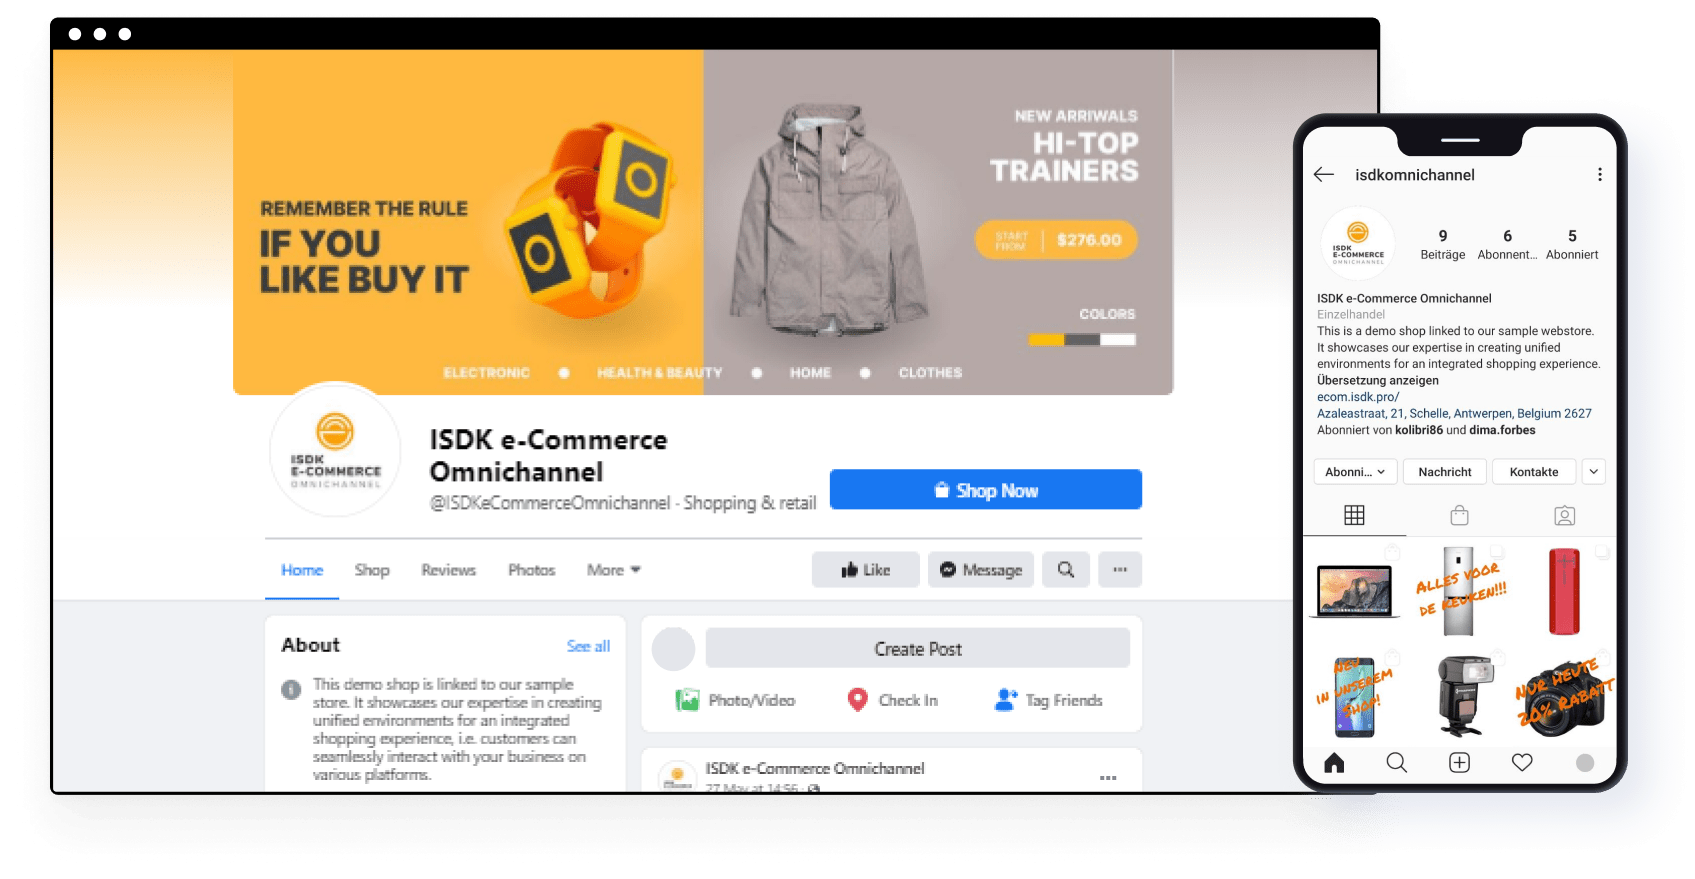 REMEMBER THE RULE
IF YOU
LIKE BUY IT
NEW ARRIWALS
HI-TOP
TRAINERS
START
FROM
$276.00
COLORS
ELECTRONIC
HEALTH & BEAUTY
HOME
CLOTHES
ISDK
E-COMMERCE
OMNICHANNEL
ISDK e-Commerce
Omnichannel
@ISDKeCommerceOmnichannel - Shopping & retail
Shop Now
Home
Shop
Reviews
Photos
More
Like
Message
About
See all
This demo shop is linked to our sample
store. It showcases our expertise in creating
unified environments for an integrated
shopping experience, i.e. customers can
seamlessly interact with your business on
various platforms.
Create Post
Photo/Video
Check In
Tag Friends
ISDK e-Commerce Omnichannel
27 May at 14:56
isdkomnichannel
ISDK
E-COMMERCE
OMNICHANNEL
9
Beiträge
6
Abonnent...
5
Abonniert
ISDK e-Commerce Omnichannel
Einzelhandel
This is a demo shop linked to our sample webstore.
It showcases our expertise in creating unified
environments for an integrated shopping experience.
Übersetzung anzeigen
ecom.isdk.pro/
Azaleastraat, 21, Schelle, Antwerpen, Belgium 2627
Abonniert von kolibri86 und dima.forbes
Abonni...
Nachricht
Kontakte
ALLES VOOR
DE KEUKEN!!!
NEU
IN UNSEREM
SHOP!
NUR HEUTE
20% RABATT